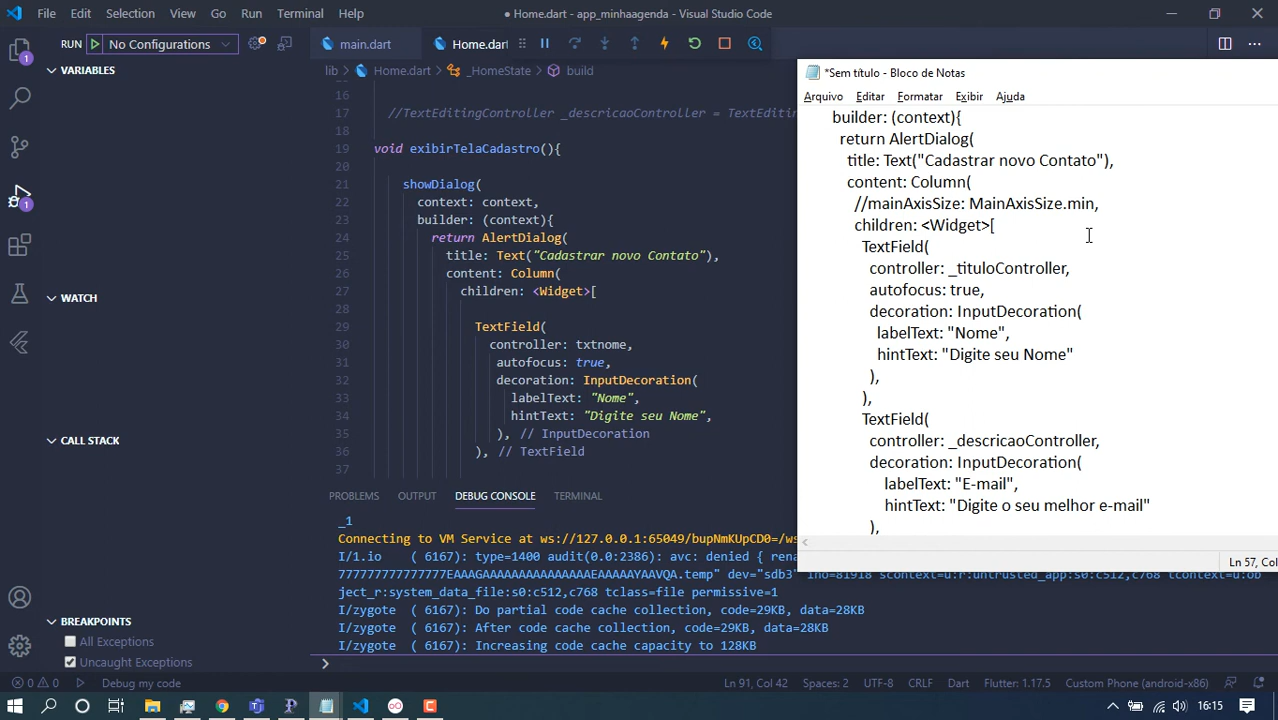 File Edit Selection View Go Run Terminal Help
● Home.dart - app_minhaagenda - Visual Studio Code
RUN No Configurations
main.dart
Home.dart
VARIABLES
lib > Home.dart > _HomeState > build
16
17 //TextEditingController _descricaoController = TextEditin
18
19 void exibirTelaCadastro(){
20
21 showDialog(
22 context: context,
23 builder: (context){
24 return AlertDialog(
25 title: Text("Cadastrar novo Contato"),
26 content: Column(
27 children: <Widget>[
28
29 TextField(
30 controller: txtnome,
31 autofocus: true,
32 decoration: InputDecoration(
33 labelText: "Nome",
34 hintText: "Digite seu Nome",
35 ), // InputDecoration
36 ), // TextField
37
WATCH
CALL STACK
BREAKPOINTS
All Exceptions
Uncaught Exceptions
PROBLEMS OUTPUT DEBUG CONSOLE TERMINAL
_1
Connecting to VM Service at ws://127.0.0.1:65049/bupNmKUpCD0=/ws
I/1.io ( 6167): type=1400 audit(0.0:2386): avc: denied { rena
777777777777777EAAAGAAAAAAAAAAAAAAAEAAAAAYAAVQA.temp" dev="sdb3" ino=81918 scontext=u:r:untrusted_app:s0:c512,c768 tcontext=u:ob
ject_r:system_data_file:s0:c512,c768 tclass=file permissive=1
I/zygote ( 6167): Do partial code cache collection, code=29KB, data=28KB
I/zygote ( 6167): After code cache collection, code=29KB, data=28KB
I/zygote ( 6167): Increasing code cache capacity to 128KB
*Sem título - Bloco de Notas
Arquivo Editar Formatar Exibir Ajuda
builder: (context){
return AlertDialog(
title: Text("Cadastrar novo Contato"),
content: Column(
//mainAxisSize: MainAxisSize.min,
children: <Widget>[
TextField(
controller: _tituloController,
autofocus: true,
decoration: InputDecoration(
labelText: "Nome",
hintText: "Digite seu Nome"
),
),
TextField(
controller: _descricaoController,
decoration: InputDecoration(
labelText: "E-mail",
hintText: "Digite o seu melhor e-mail"
),
Ln 57, Col
0 0 Debug my code
Ln 91, Col 42 Spaces: 2 UTF-8 CRLF Dart Flutter: 1.17.5 Custom Phone (android-x86)
16:15